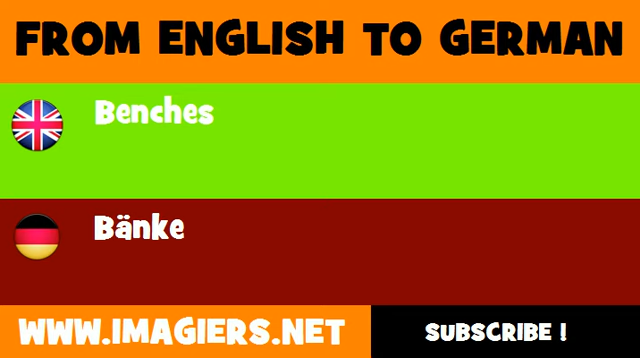 FROM ENGLISH TO GERMAN
Benches
Bänke
WWW.IMAGIERS.NET
SUBSCRIBE !